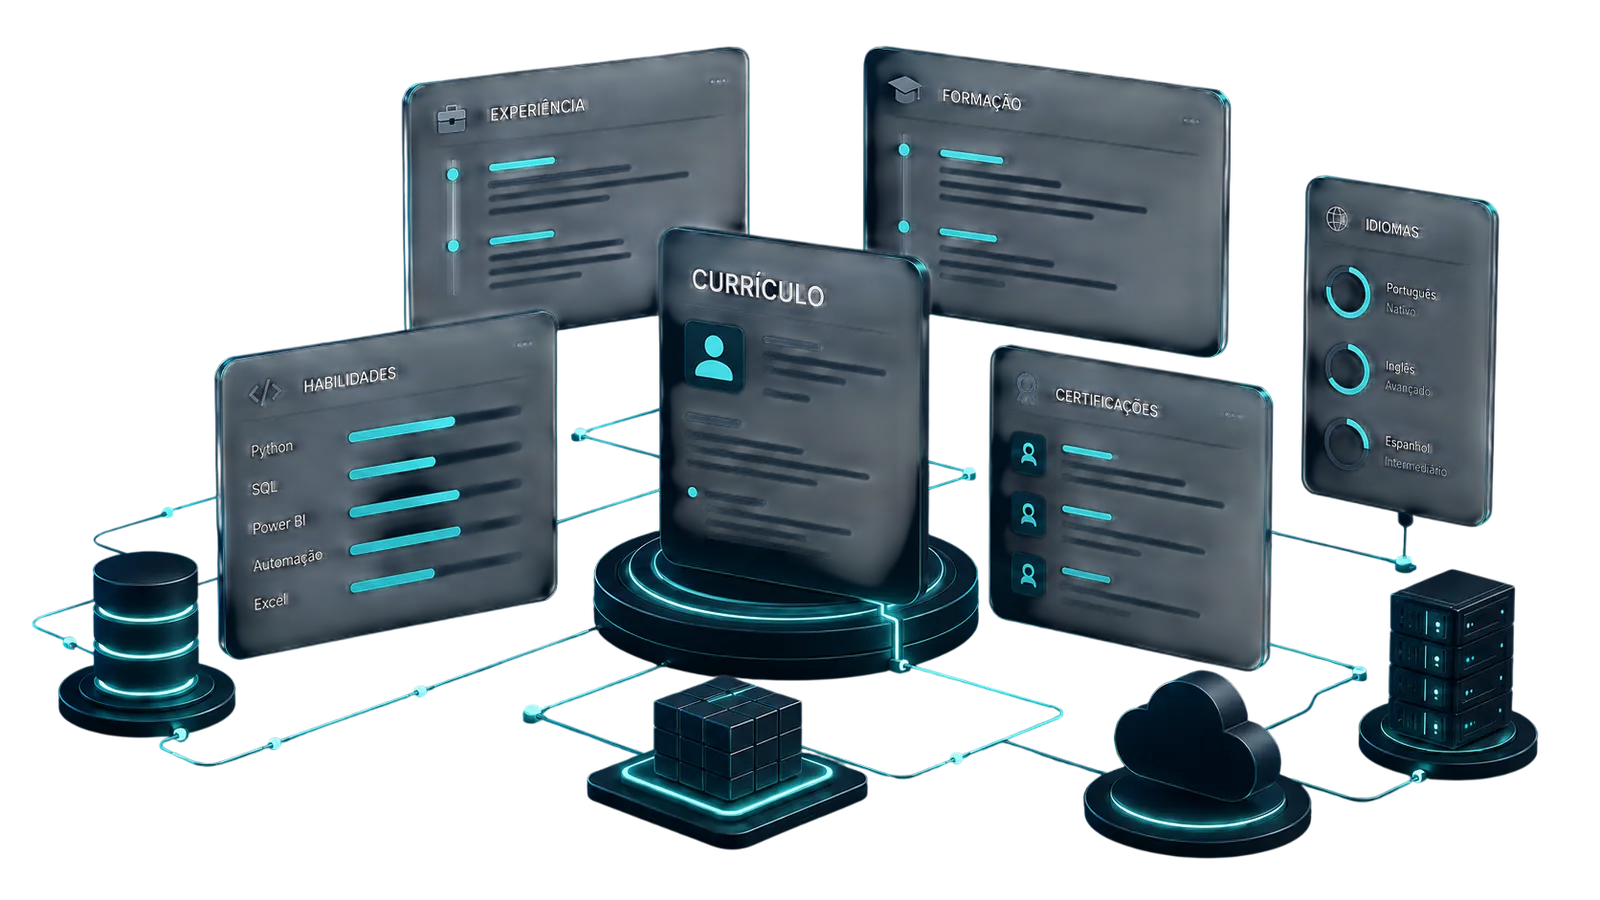 EXPERIÊNCIA
FORMAÇÃO
IDIOMAS
Português
Nativo
Inglês
Avançado
Espanhol
Intermediário
CURRÍCULO
HABILIDADES
Python
SQL
Power BI
Automação
Excel
CERTIFICAÇÕES